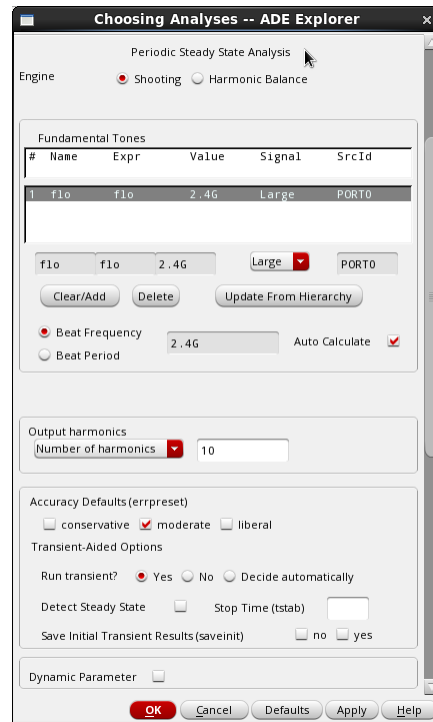 Choosing Analyses -- ADE Explorer
Periodic Steady State Analysis
Engine Shooting Harmonic Balance
Fundamental Tones
# Name Expr Value Signal SrcId
1 flo flo 2.4G Large PORT0
flo flo 2.4G Large PORT0
Clear/Add Delete Update From Hierarchy
Beat Frequency 2.4G Auto Calculate
Beat Period
Output harmonics
Number of harmonics 10
Accuracy Defaults (errpreset)
conservative moderate liberal
Transient-Aided Options
Run transient? Yes No Decide automatically
Detect Steady State Stop Time (tstab)
Save Initial Transient Results (saveinit) no yes
Dynamic Parameter
OK Cancel Defaults Apply Help